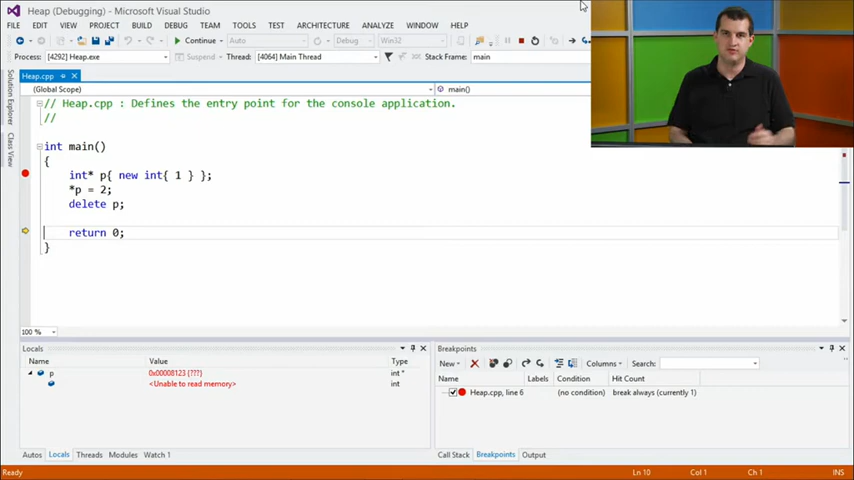 Heap (Debugging) - Microsoft Visual Studio
FILE EDIT VIEW PROJECT BUILD DEBUG TEAM TOOLS TEST ARCHITECTURE ANALYZE WINDOW HELP
Continue Auto Debug Win32
Process: [4292] Heap.exe Suspend Thread: [4064] Main Thread Stack Frame: main
Solution Explorer
Class View
Heap.cpp
(Global Scope) main()
// Heap.cpp : Defines the entry point for the console application.
//
int main()
{
int* p{ new int{ 1 } };
*p = 2;
delete p;
return 0;
}
100 %
Locals
Name Value Type
p 0x00008123 {???} int *
<Unable to read memory> int
Autos Locals Threads Modules Watch 1
Breakpoints
New Columns Search:
Name Labels Condition Hit Count
Heap.cpp, line 6 (no condition) break always (currently 1)
Call Stack Breakpoints Output
Ready Ln 10 Col 1 Ch 1 INS